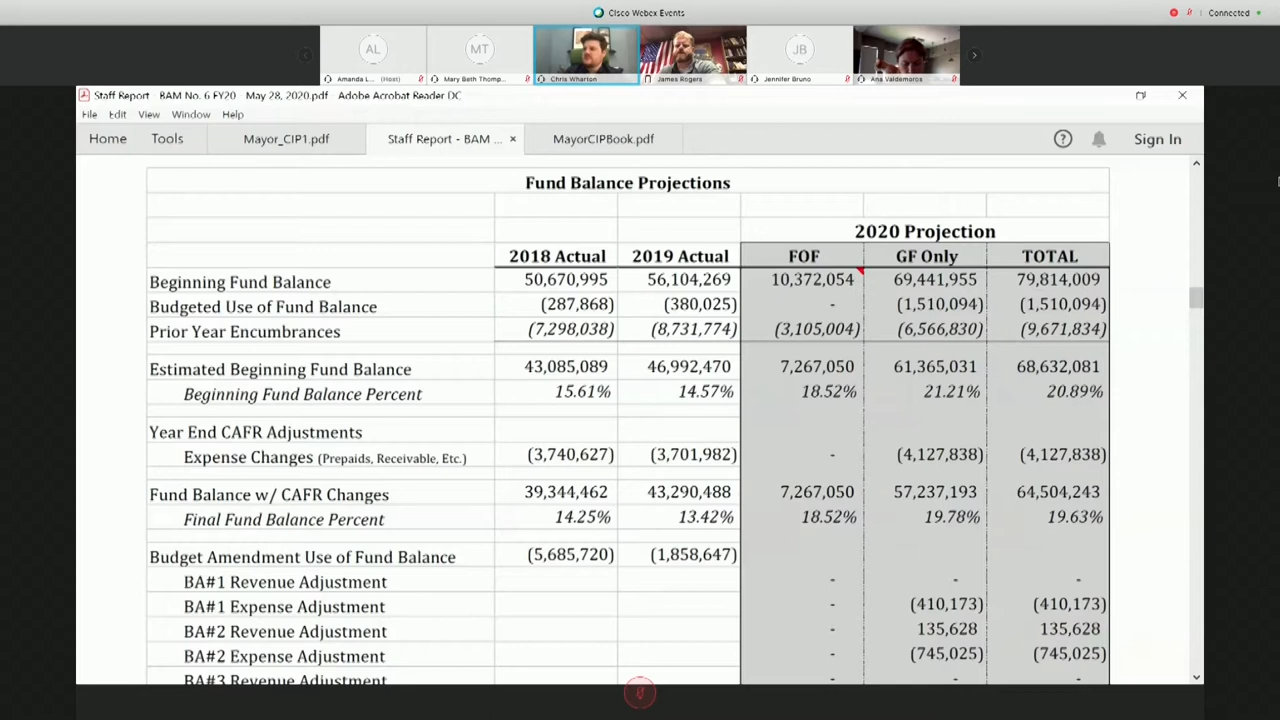 Cisco Webex Events
Connected
AL
MT
JB
Amanda L... (Host)
Mary Beth Thomp...
Chris Wharton
James Rogers
Jennifer Bruno
Ana Valdemoros
Staff Report BAM No. 6 FY20 May 28, 2020.pdf Adobe Acrobat Reader DC
File Edit View Window Help
Home Tools Mayor_CIP1.pdf Staff Report - BAM ... × MayorCIPBook.pdf ? Sign In
Fund Balance Projections
2020 Projection
2018 Actual 2019 Actual FOF GF Only TOTAL
Beginning Fund Balance 50,670,995 56,104,269 10,372,054 69,441,955 79,814,009
Budgeted Use of Fund Balance (287,868) (380,025) - (1,510,094) (1,510,094)
Prior Year Encumbrances (7,298,038) (8,731,774) (3,105,004) (6,566,830) (9,671,834)
Estimated Beginning Fund Balance 43,085,089 46,992,470 7,267,050 61,365,031 68,632,081
Beginning Fund Balance Percent 15.61% 14.57% 18.52% 21.21% 20.89%
Year End CAFR Adjustments
Expense Changes (Prepaids, Receivable, Etc.) (3,740,627) (3,701,982) - (4,127,838) (4,127,838)
Fund Balance w/ CAFR Changes 39,344,462 43,290,488 7,267,050 57,237,193 64,504,243
Final Fund Balance Percent 14.25% 13.42% 18.52% 19.78% 19.63%
Budget Amendment Use of Fund Balance (5,685,720) (1,858,647)
BA#1 Revenue Adjustment - - -
BA#1 Expense Adjustment - (410,173) (410,173)
BA#2 Revenue Adjustment - 135,628 135,628
BA#2 Expense Adjustment - (745,025) (745,025)
BA#3 Revenue Adjustment - - -